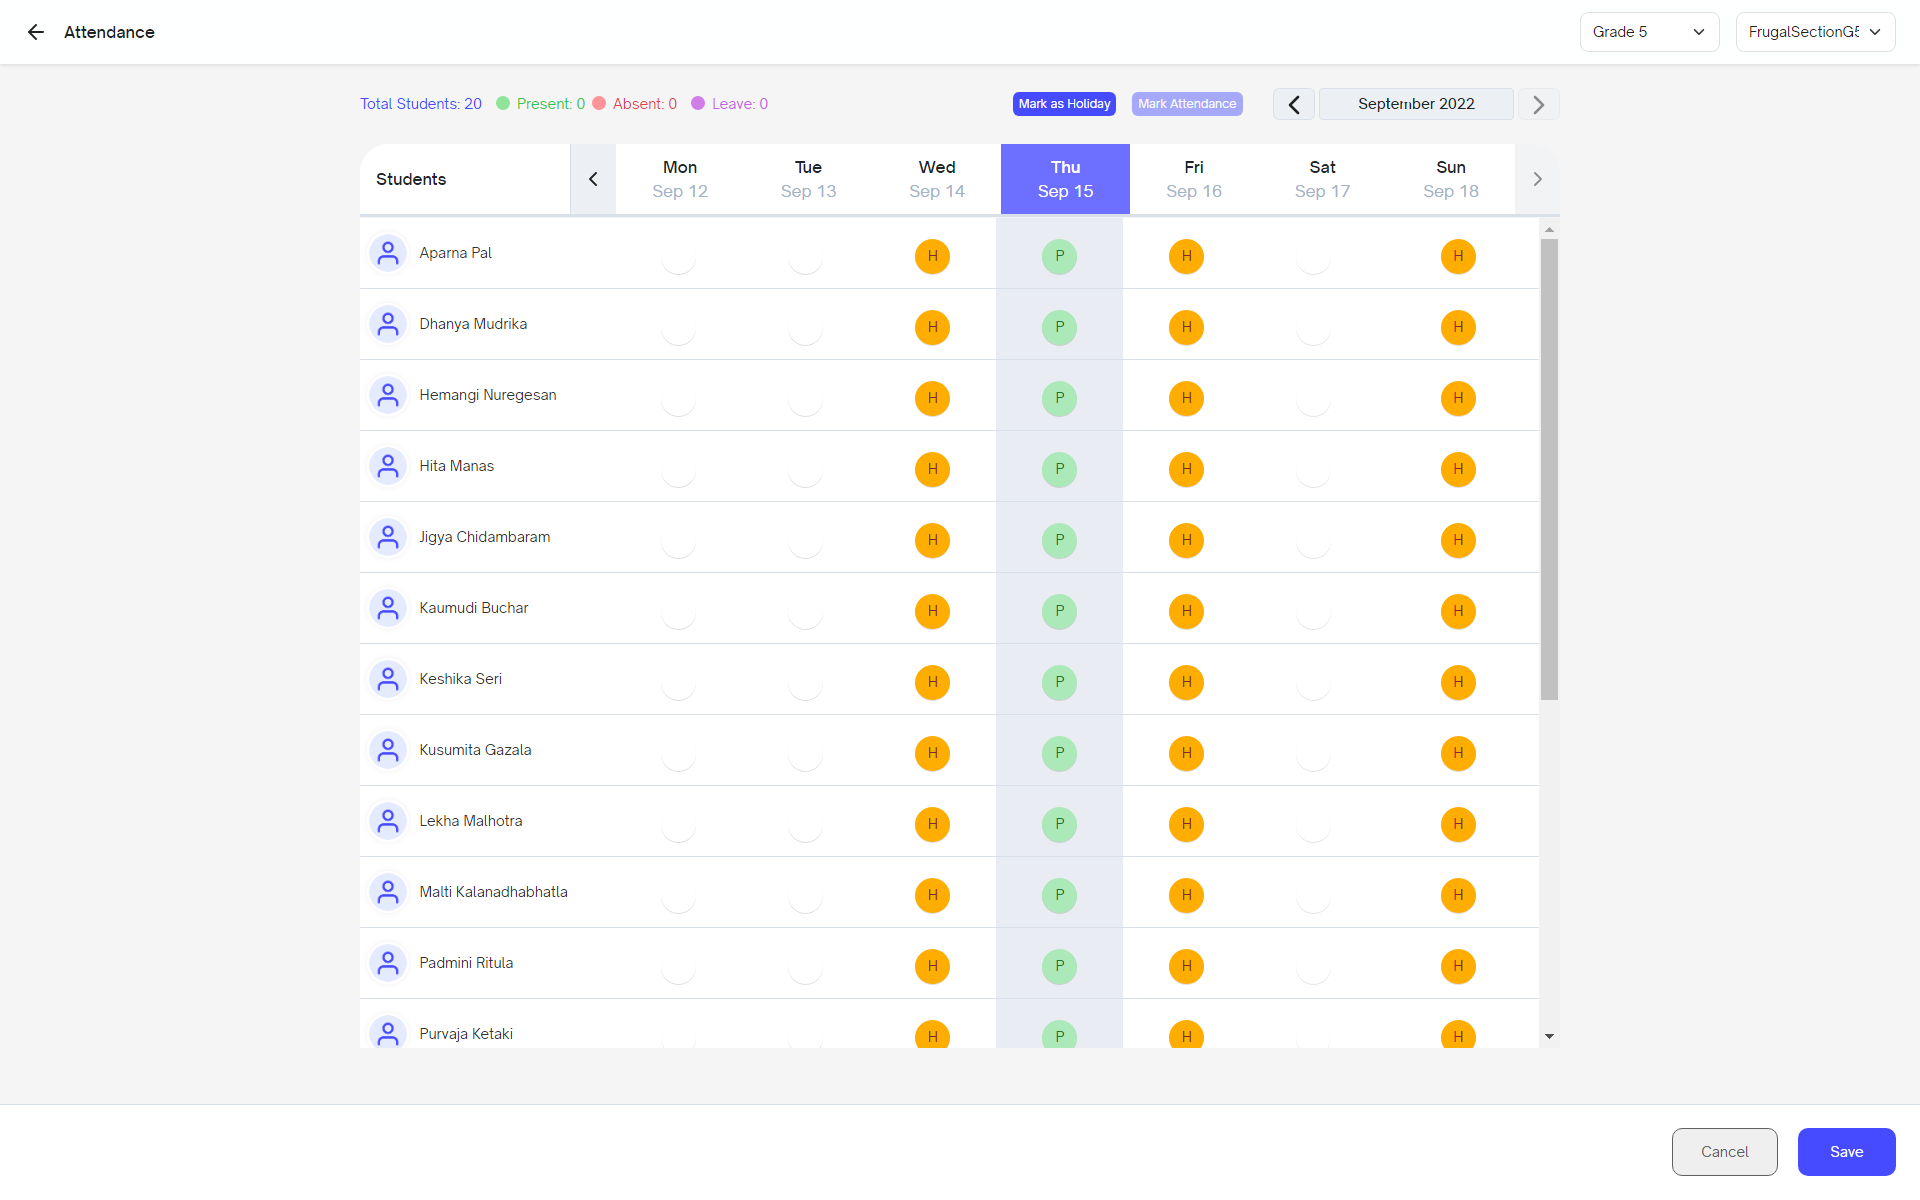 Attendance
Grade 5
FrugalSectionG5
Total Students: 20 Present: 0 Absent: 0 Leave: 0
Mark as Holiday
Mark Attendance
September 2022
Students
Mon Tue Wed Thu Fri Sat Sun
Sep 12 Sep 13 Sep 14 Sep 15 Sep 16 Sep 17 Sep 18
Aparna Pal H P H H
Dhanya Mudrika H P H H
Hemangi Nuregesan H P H H
Hita Manas H P H H
Jigya Chidambaram H P H H
Kaumudi Buchar H P H H
Keshika Seri H P H H
Kusumita Gazala H P H H
Lekha Malhotra H P H H
Malti Kalanadhabhatla H P H H
Padmini Ritula H P H H
Purvaja Ketaki H P H H
Cancel
Save